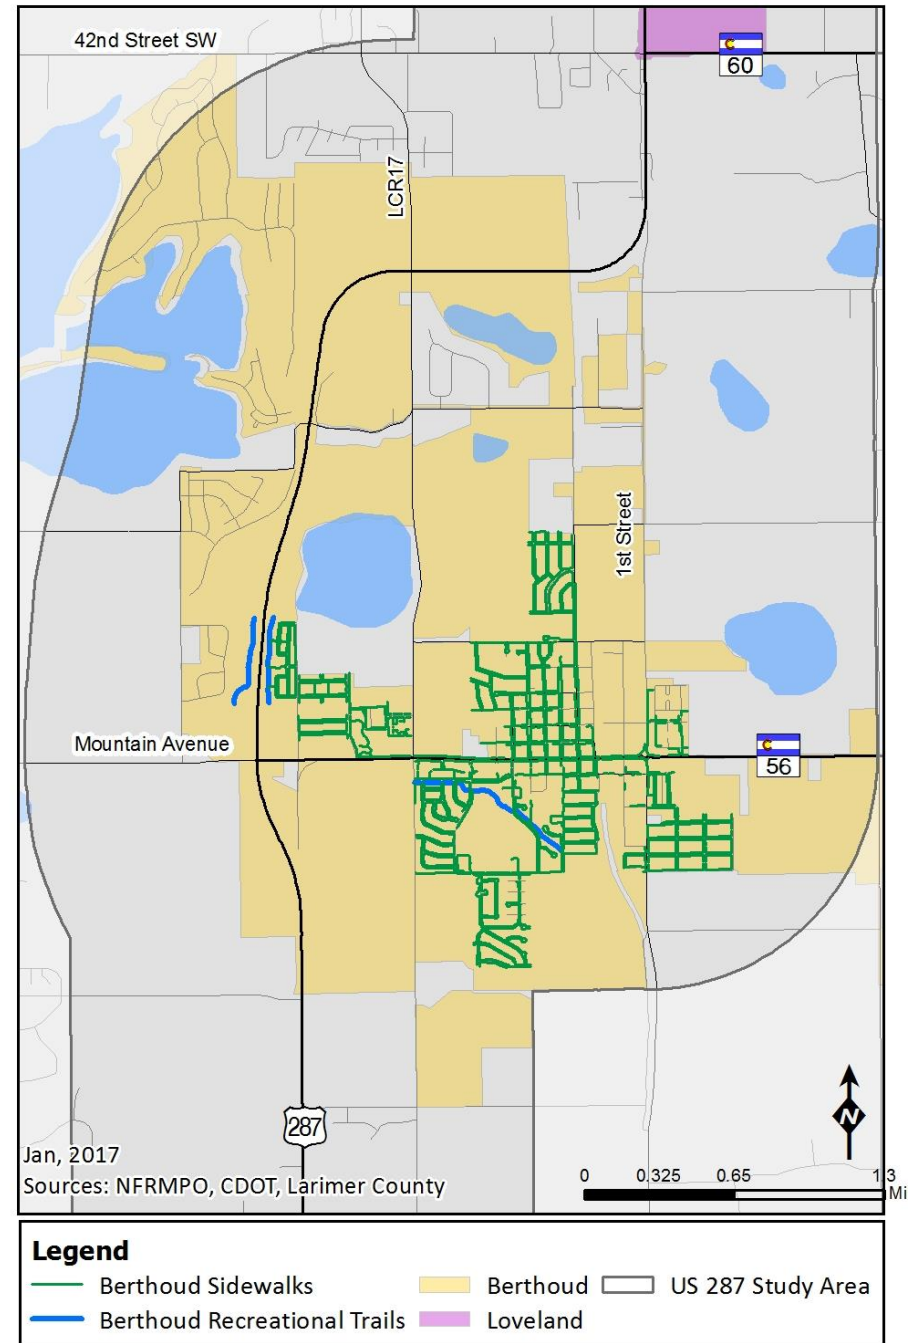 42nd Street SW
C
60
LCR17
1st Street
Mountain Avenue
C
56
287
N
Jan, 2017
Sources: NFRMPO, CDOT, Larimer County
0 0.325 0.65 1.3
Mi
Legend
Berthoud Sidewalks
Berthoud
US 287 Study Area
Berthoud Recreational Trails
Loveland